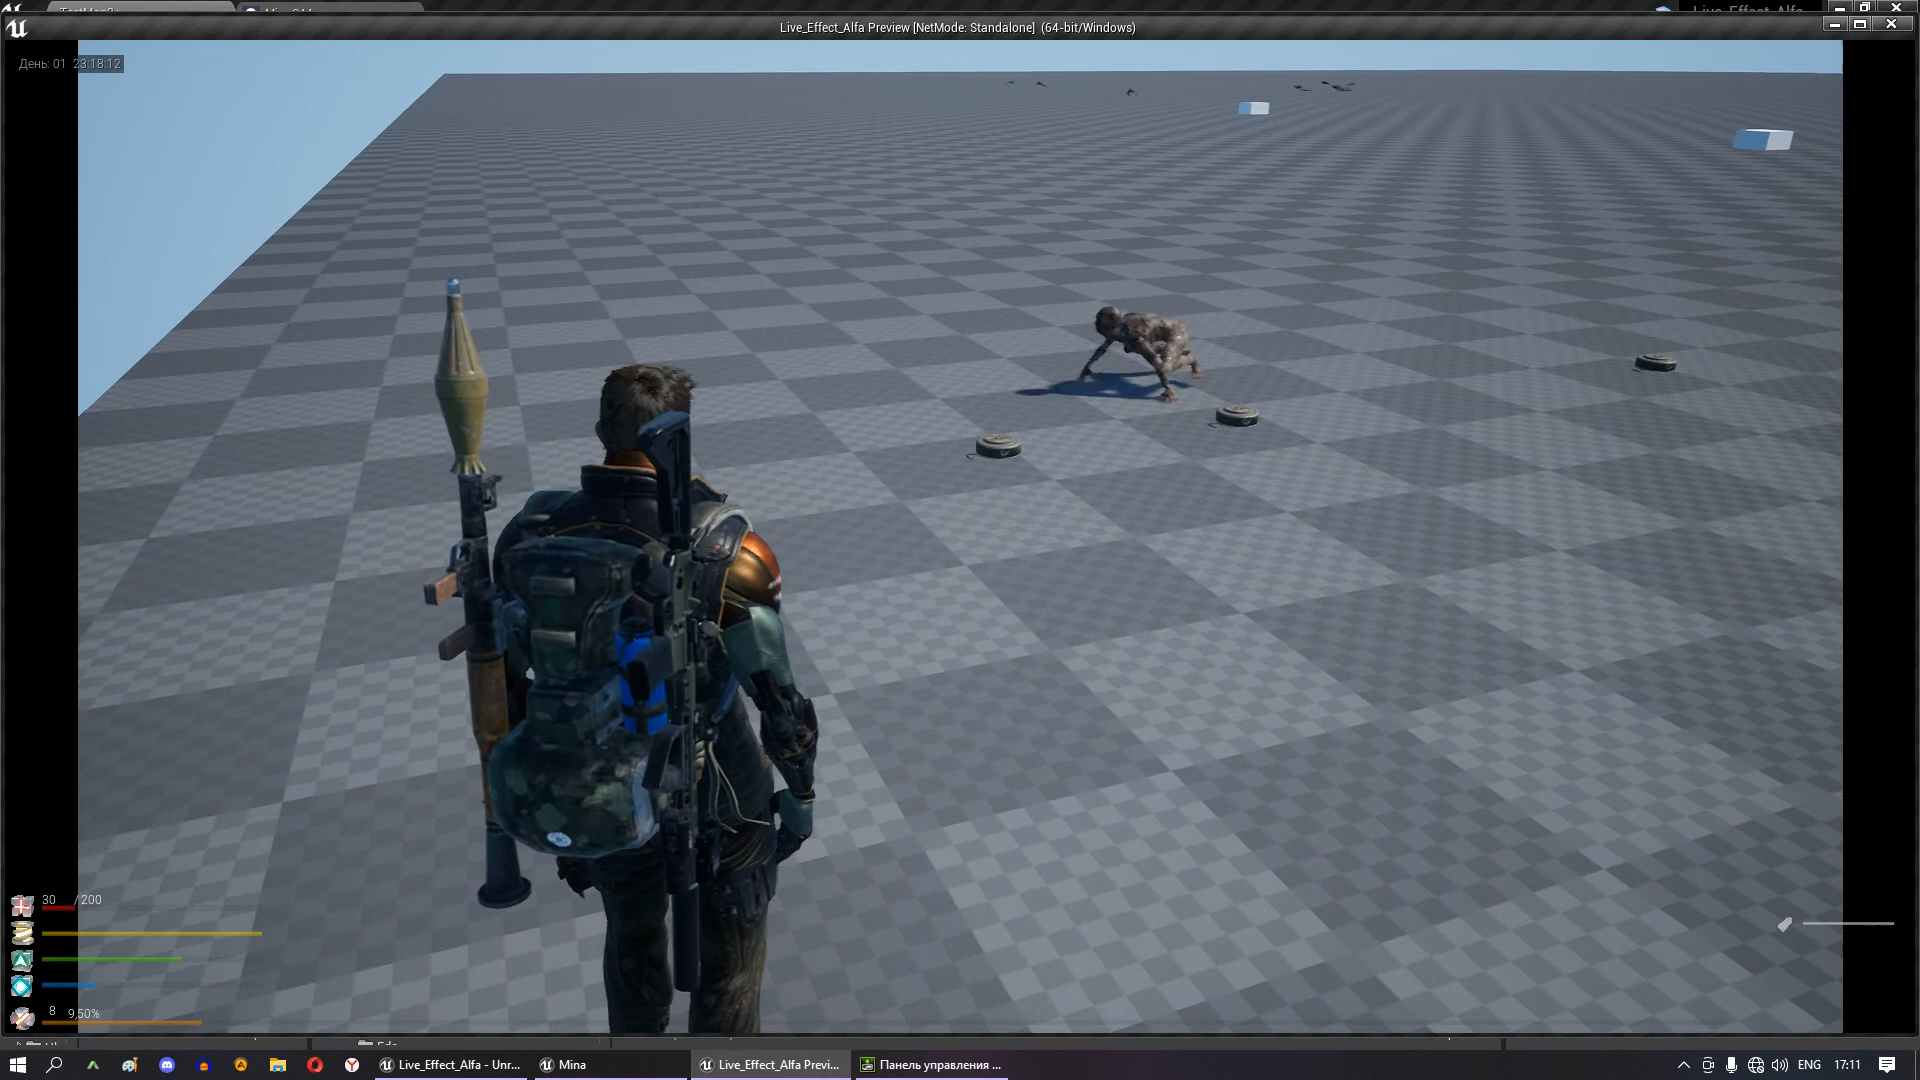 Live_Effect_Alfa
Live_Effect_Alfa Preview [NetMode: Standalone] (64-bit/Windows)
День: 01 23:18:12
30 / 200
8 9,50%
Live_Effect_Alfa - Unr...
Mina
Live_Effect_Alfa Previ...
Панель управления ...
ENG 17:11